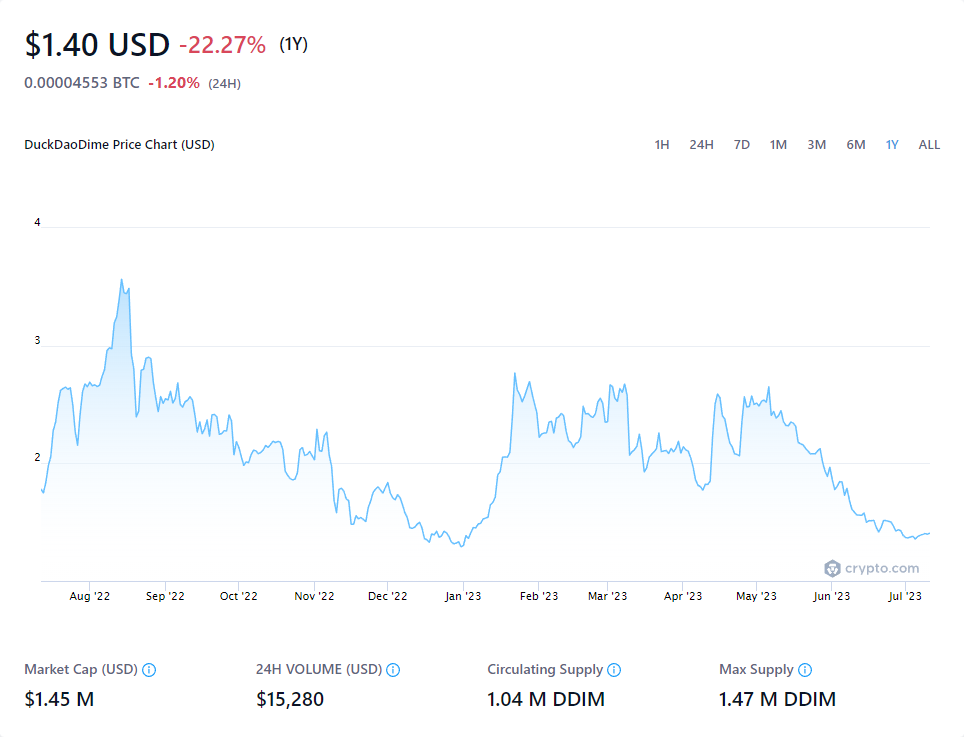 $1.40 USD -22.27% (1Y)
0.00004553 BTC -1.20% (24H)
DuckDaoDime Price Chart (USD) 1H 24H 7D 1M 3M 6M 1Y ALL
4
3
2
crypto.com
Aug '22 Sep '22 Oct '22 Nov '22 Dec '22 Jan '23 Feb '23 Mar '23 Apr '23 May '23 Jun '23 Jul '23
Market Cap (USD) 24H VOLUME (USD) Circulating Supply Max Supply
$1.45 M $15,280 1.04 M DDIM 1.47 M DDIM